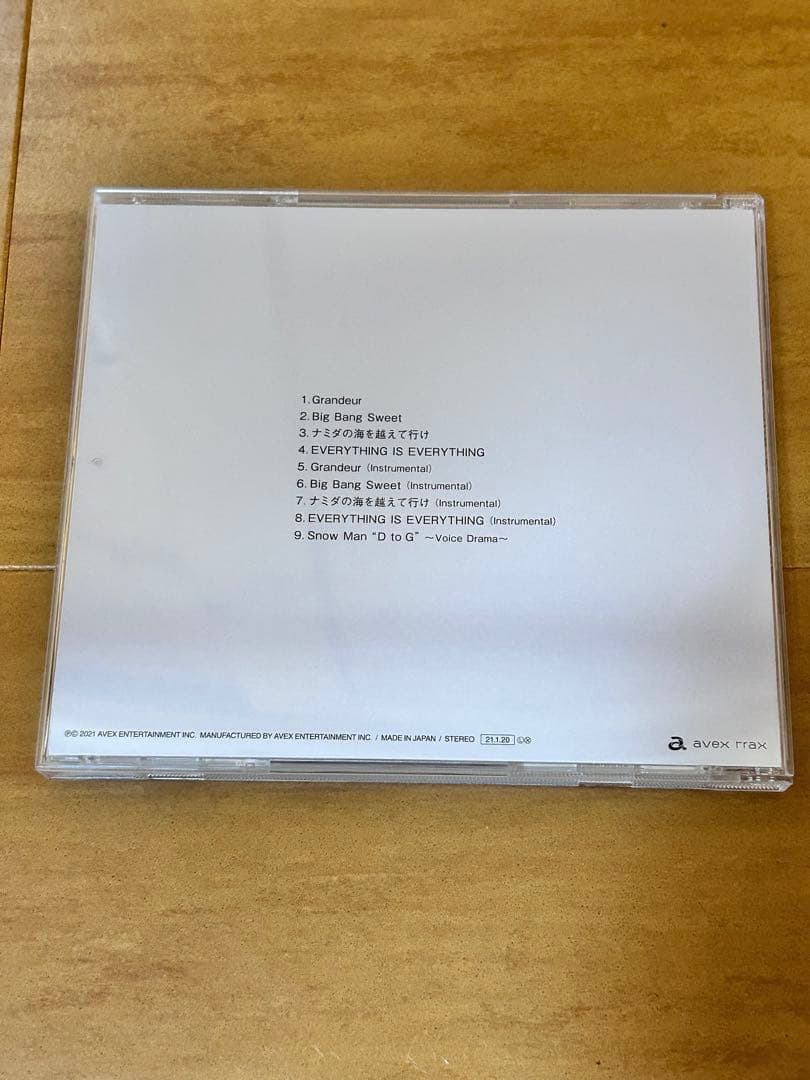 1. Grandeur
2. Big Bang Sweet
3. ナミダの海を越えて行け
4. EVERYTHING IS EVERYTHING
5. Grandeur (Instrumental)
6. Big Bang Sweet (Instrumental)
7. ナミダの海を越えて行け (Instrumental)
8. EVERYTHING IS EVERYTHING (Instrumental)
9. Snow Man “D to G” ～Voice Drama～
℗© 2021 AVEX ENTERTAINMENT INC. MANUFACTURED BY AVEX ENTERTAINMENT INC. / MADE IN JAPAN / STEREO 21.1.20 Ⓛⓧ
a avex trax